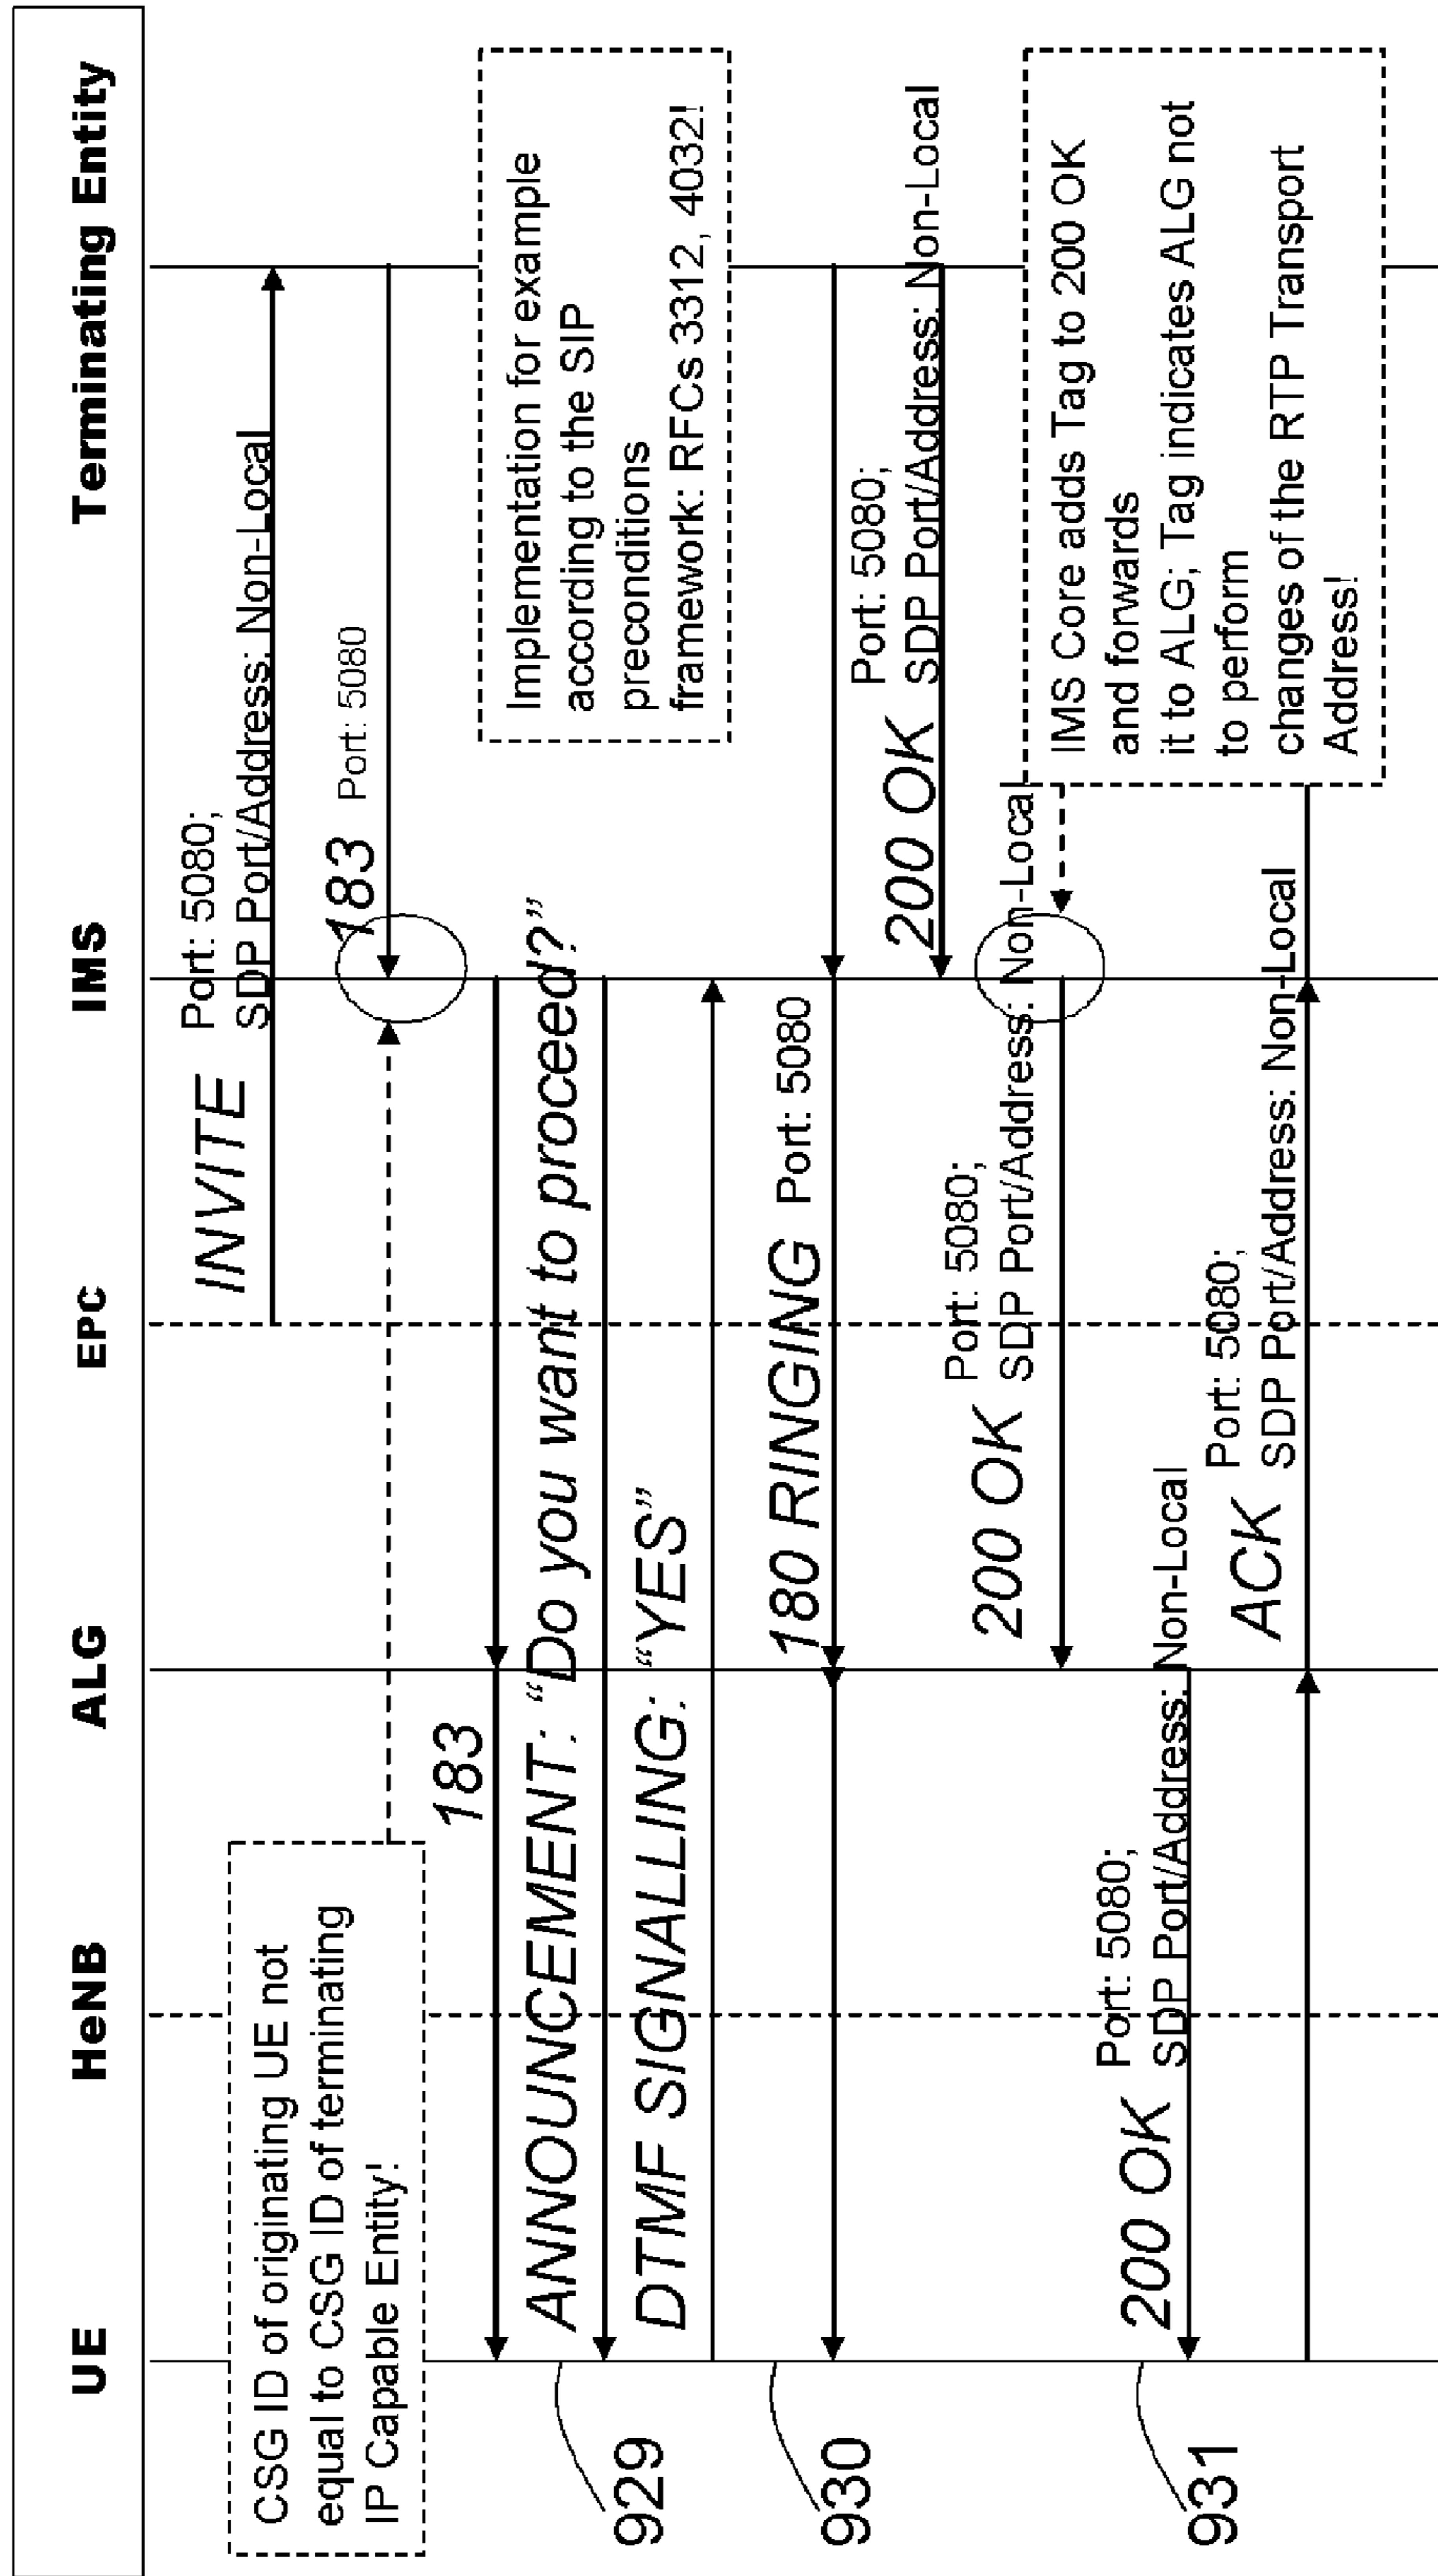 UE HeNB ALG EPC IMS Terminating Entity
INVITE
Port: 5080;
SDP Port/Address: Non-Local
CSG ID of originating UE not
equal to CSG ID of terminating
IP Capable Entity!
183 Port: 5080
183
Implementation for example
according to the SIP
preconditions
framework: RFCs 3312, 4032!
ANNOUNCEMENT: “Do you want to proceed?”
929
DTMF SIGNALLING: “YES”
180 RINGING Port: 5080
930
200 OK
Port: 5080;
SDP Port/Address: Non-Local
200 OK
Port: 5080;
SDP Port/Address: Non-Local
IMS Core adds Tag to 200 OK
and forwards
it to ALG; Tag indicates ALG not
to perform
changes of the RTP Transport
Address!
200 OK
Port: 5080;
SDP Port/Address: Non-Local
931
ACK
Port: 5080;
SDP Port/Address: Non-Local